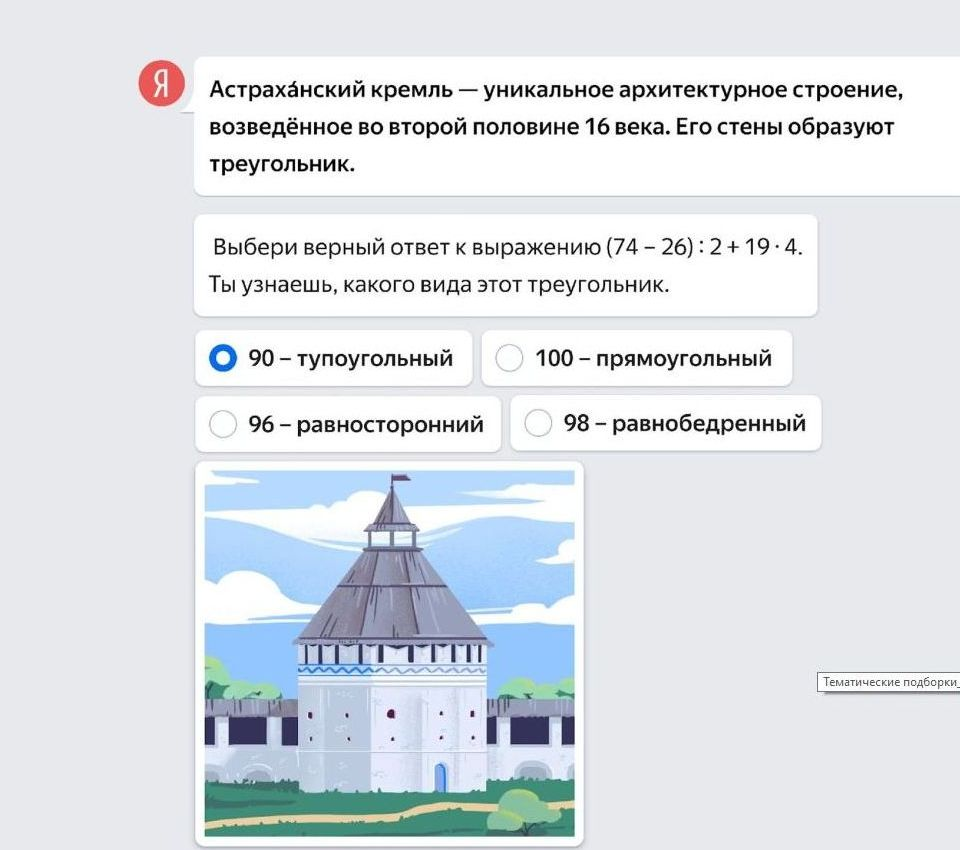 Я
Астраха́нский кремль — уникальное архитектурное строение,
возведённое во второй половине 16 века. Его стены образуют
треугольник.
Выбери верный ответ к выражению (74 – 26) : 2 + 19 · 4.
Ты узнаешь, какого вида этот треугольник.
90 – тупоугольный
100 – прямоугольный
96 – равносторонний
98 – равнобедренный
Тематические подборки_